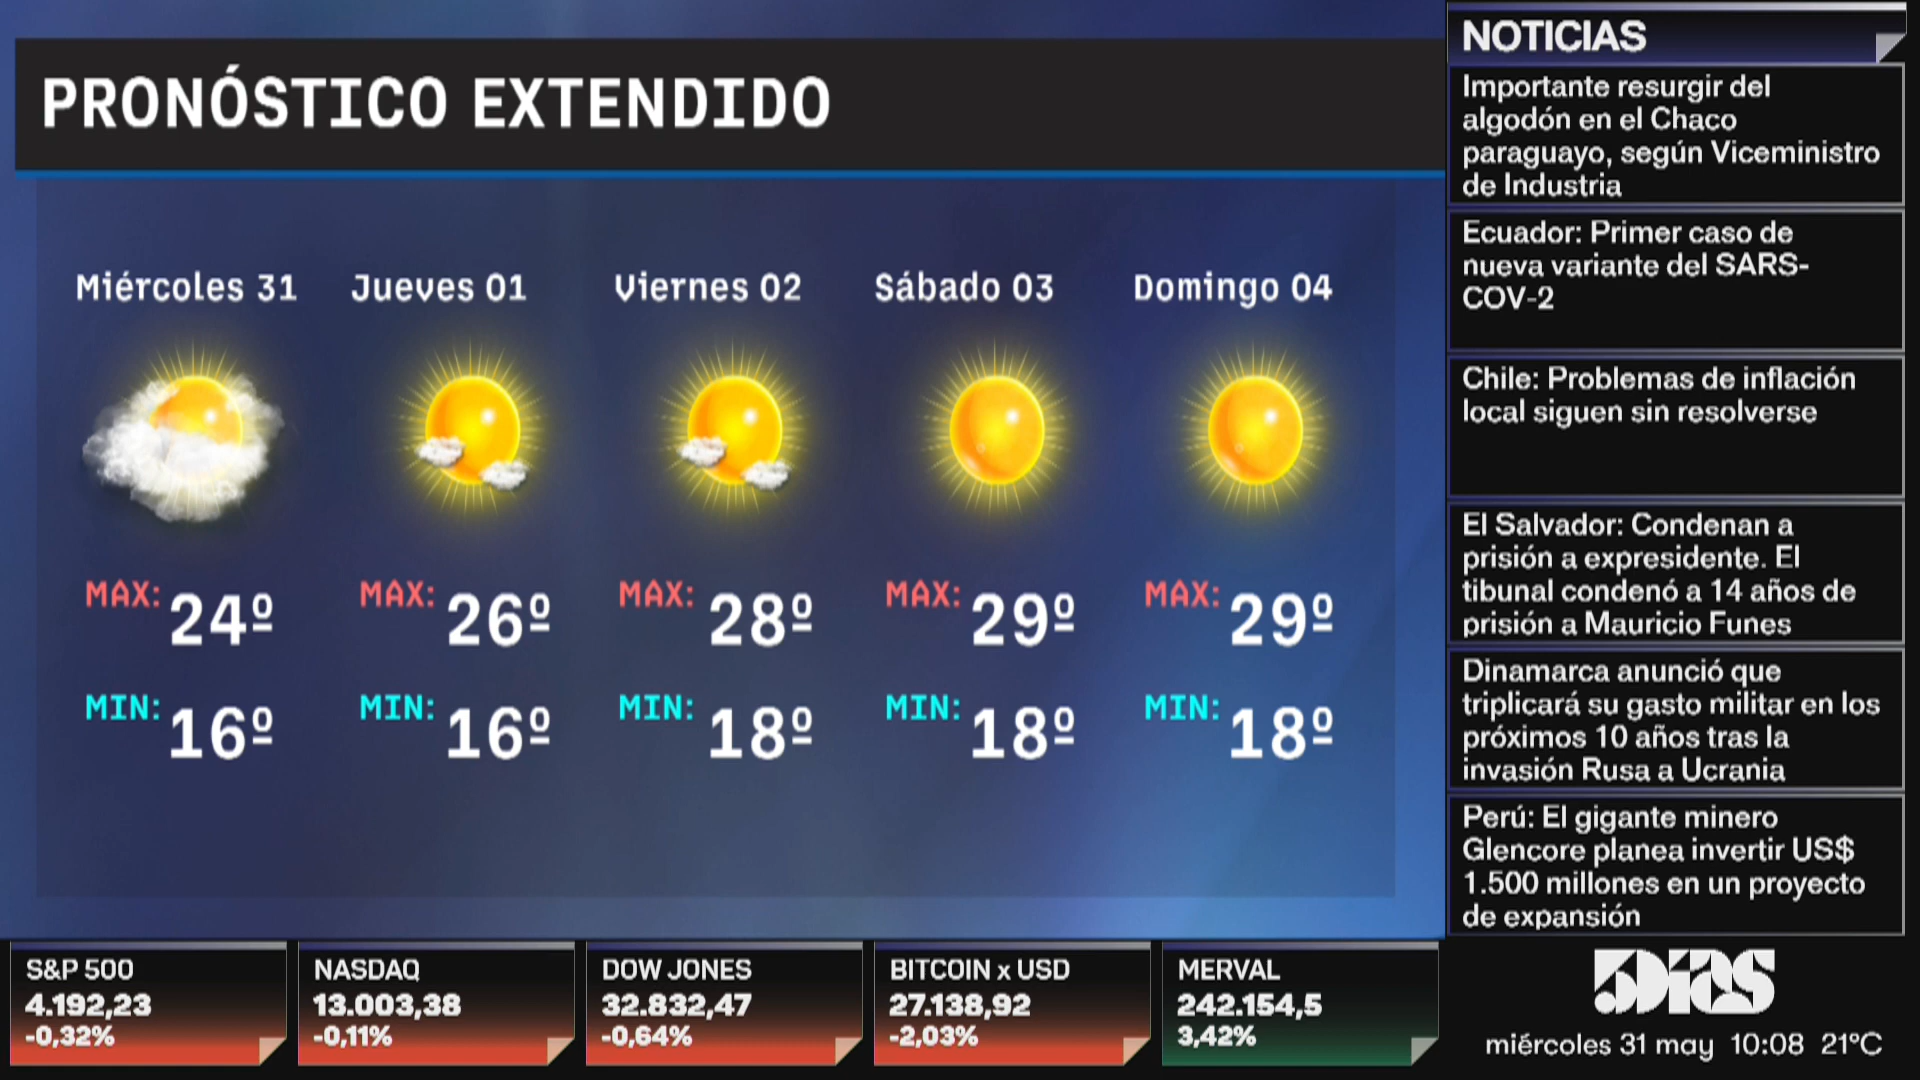 PRONÓSTICO EXTENDIDO
Miércoles 31
Jueves 01
Viernes 02
Sábado 03
Domingo 04
MAX: 24º
MAX: 26º
MAX: 28º
MAX: 29º
MAX: 29º
MIN: 16º
MIN: 16º
MIN: 18º
MIN: 18º
MIN: 18º
NOTICIAS
Importante resurgir del
algodón en el Chaco
paraguayo, según Viceministro
de Industria
Ecuador: Primer caso de
nueva variante del SARS-
COV-2
Chile: Problemas de inflación
local siguen sin resolverse
El Salvador: Condenan a
prisión a expresidente. El
tibunal condenó a 14 años de
prisión a Mauricio Funes
Dinamarca anunció que
triplicará su gasto militar en los
próximos 10 años tras la
invasión Rusa a Ucrania
Perú: El gigante minero
Glencore planea invertir US$
1.500 millones en un proyecto
de expansión
S&P 500
4.192,23
-0,32%
NASDAQ
13.003,38
-0,11%
DOW JONES
32.832,47
-0,64%
BITCOIN x USD
27.138,92
-2,03%
MERVAL
242.154,5
3,42%
5DIAS
miércoles 31 may 10:08 21°C